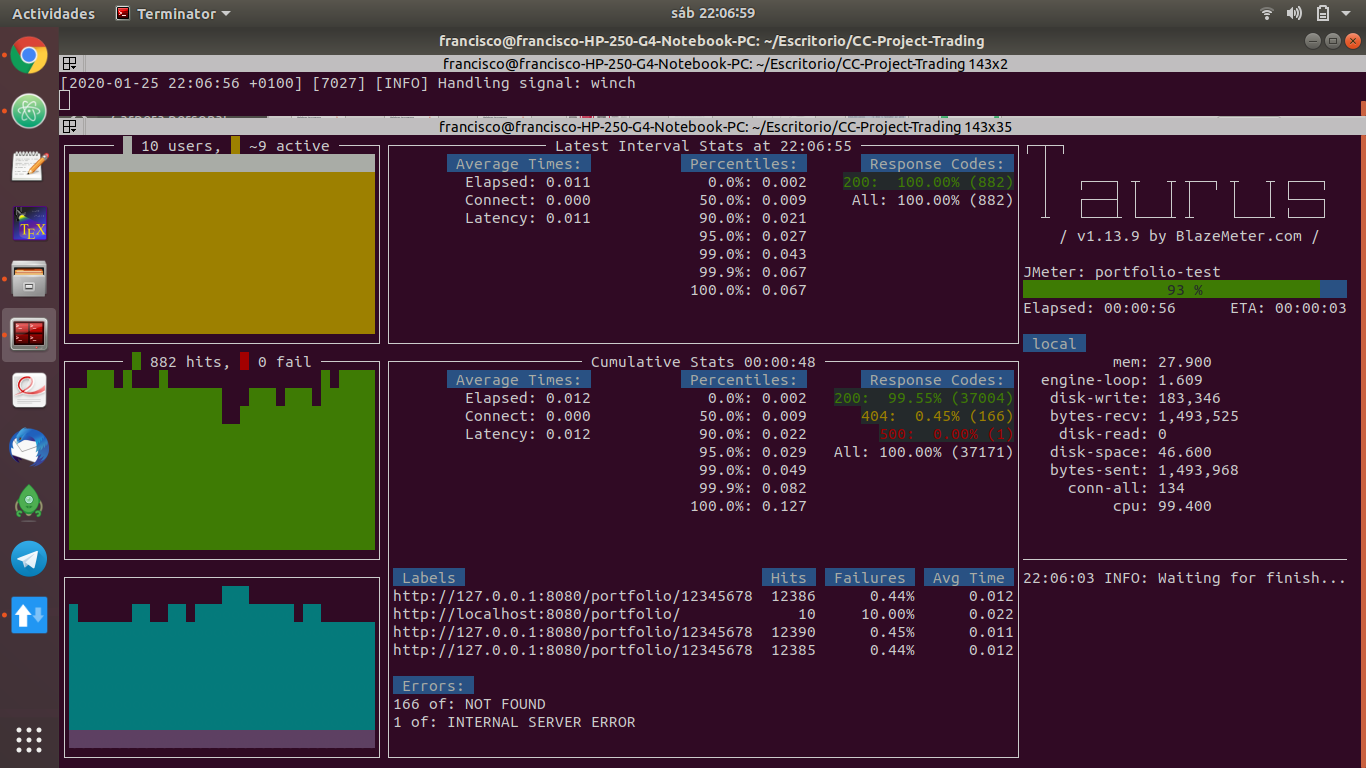 Actividades Terminator sáb 22:06:59
francisco@francisco-HP-250-G4-Notebook-PC: ~/Escritorio/CC-Project-Trading
francisco@francisco-HP-250-G4-Notebook-PC: ~/Escritorio/CC-Project-Trading 143x2
[2020-01-25 22:06:56 +0100] [7027] [INFO] Handling signal: winch
francisco@francisco-HP-250-G4-Notebook-PC: ~/Escritorio/CC-Project-Trading 143x35
10 users, ~9 active
Latest Interval Stats at 22:06:55
Average Times: Percentiles: Response Codes:
Elapsed: 0.011 0.0%: 0.002 200: 100.00% (882)
Connect: 0.000 50.0%: 0.009 All: 100.00% (882)
Latency: 0.011 90.0%: 0.021
95.0%: 0.027
99.0%: 0.043
99.9%: 0.067
100.0%: 0.067
Taurus
/ v1.13.9 by BlazeMeter.com /
JMeter: portfolio-test
93 %
Elapsed: 00:00:56 ETA: 00:00:03
882 hits, 0 fail
Cumulative Stats 00:00:48
Average Times: Percentiles: Response Codes:
Elapsed: 0.012 0.0%: 0.002 200: 99.55% (37004)
Connect: 0.000 50.0%: 0.009 404: 0.45% (166)
Latency: 0.012 90.0%: 0.022 500: 0.00% (1)
95.0%: 0.029 All: 100.00% (37171)
99.0%: 0.049
99.9%: 0.082
100.0%: 0.127
local
mem: 27.900
engine-loop: 1.609
disk-write: 183,346
bytes-recv: 1,493,525
disk-read: 0
disk-space: 46.600
bytes-sent: 1,493,968
conn-all: 134
cpu: 99.400
Labels Hits Failures Avg Time
http://127.0.0.1:8080/portfolio/12345678 12386 0.44% 0.012
http://localhost:8080/portfolio/ 10 10.00% 0.022
http://127.0.0.1:8080/portfolio/12345678 12390 0.45% 0.011
http://127.0.0.1:8080/portfolio/12345678 12385 0.44% 0.012
Errors:
166 of: NOT FOUND
1 of: INTERNAL SERVER ERROR
22:06:03 INFO: Waiting for finish...
TEX